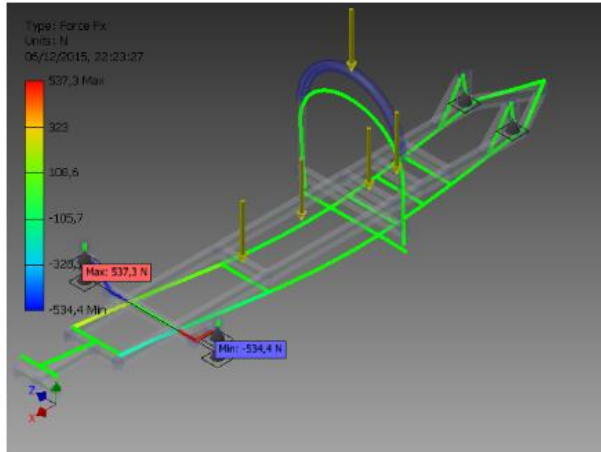 Type: Force Fx
Units: N
06/12/2015, 22:23:27
537,3 Max
323
108,6
-105,7
-534,4 Min
Max: 537,3 N
Min: -534,4 N
Z
X